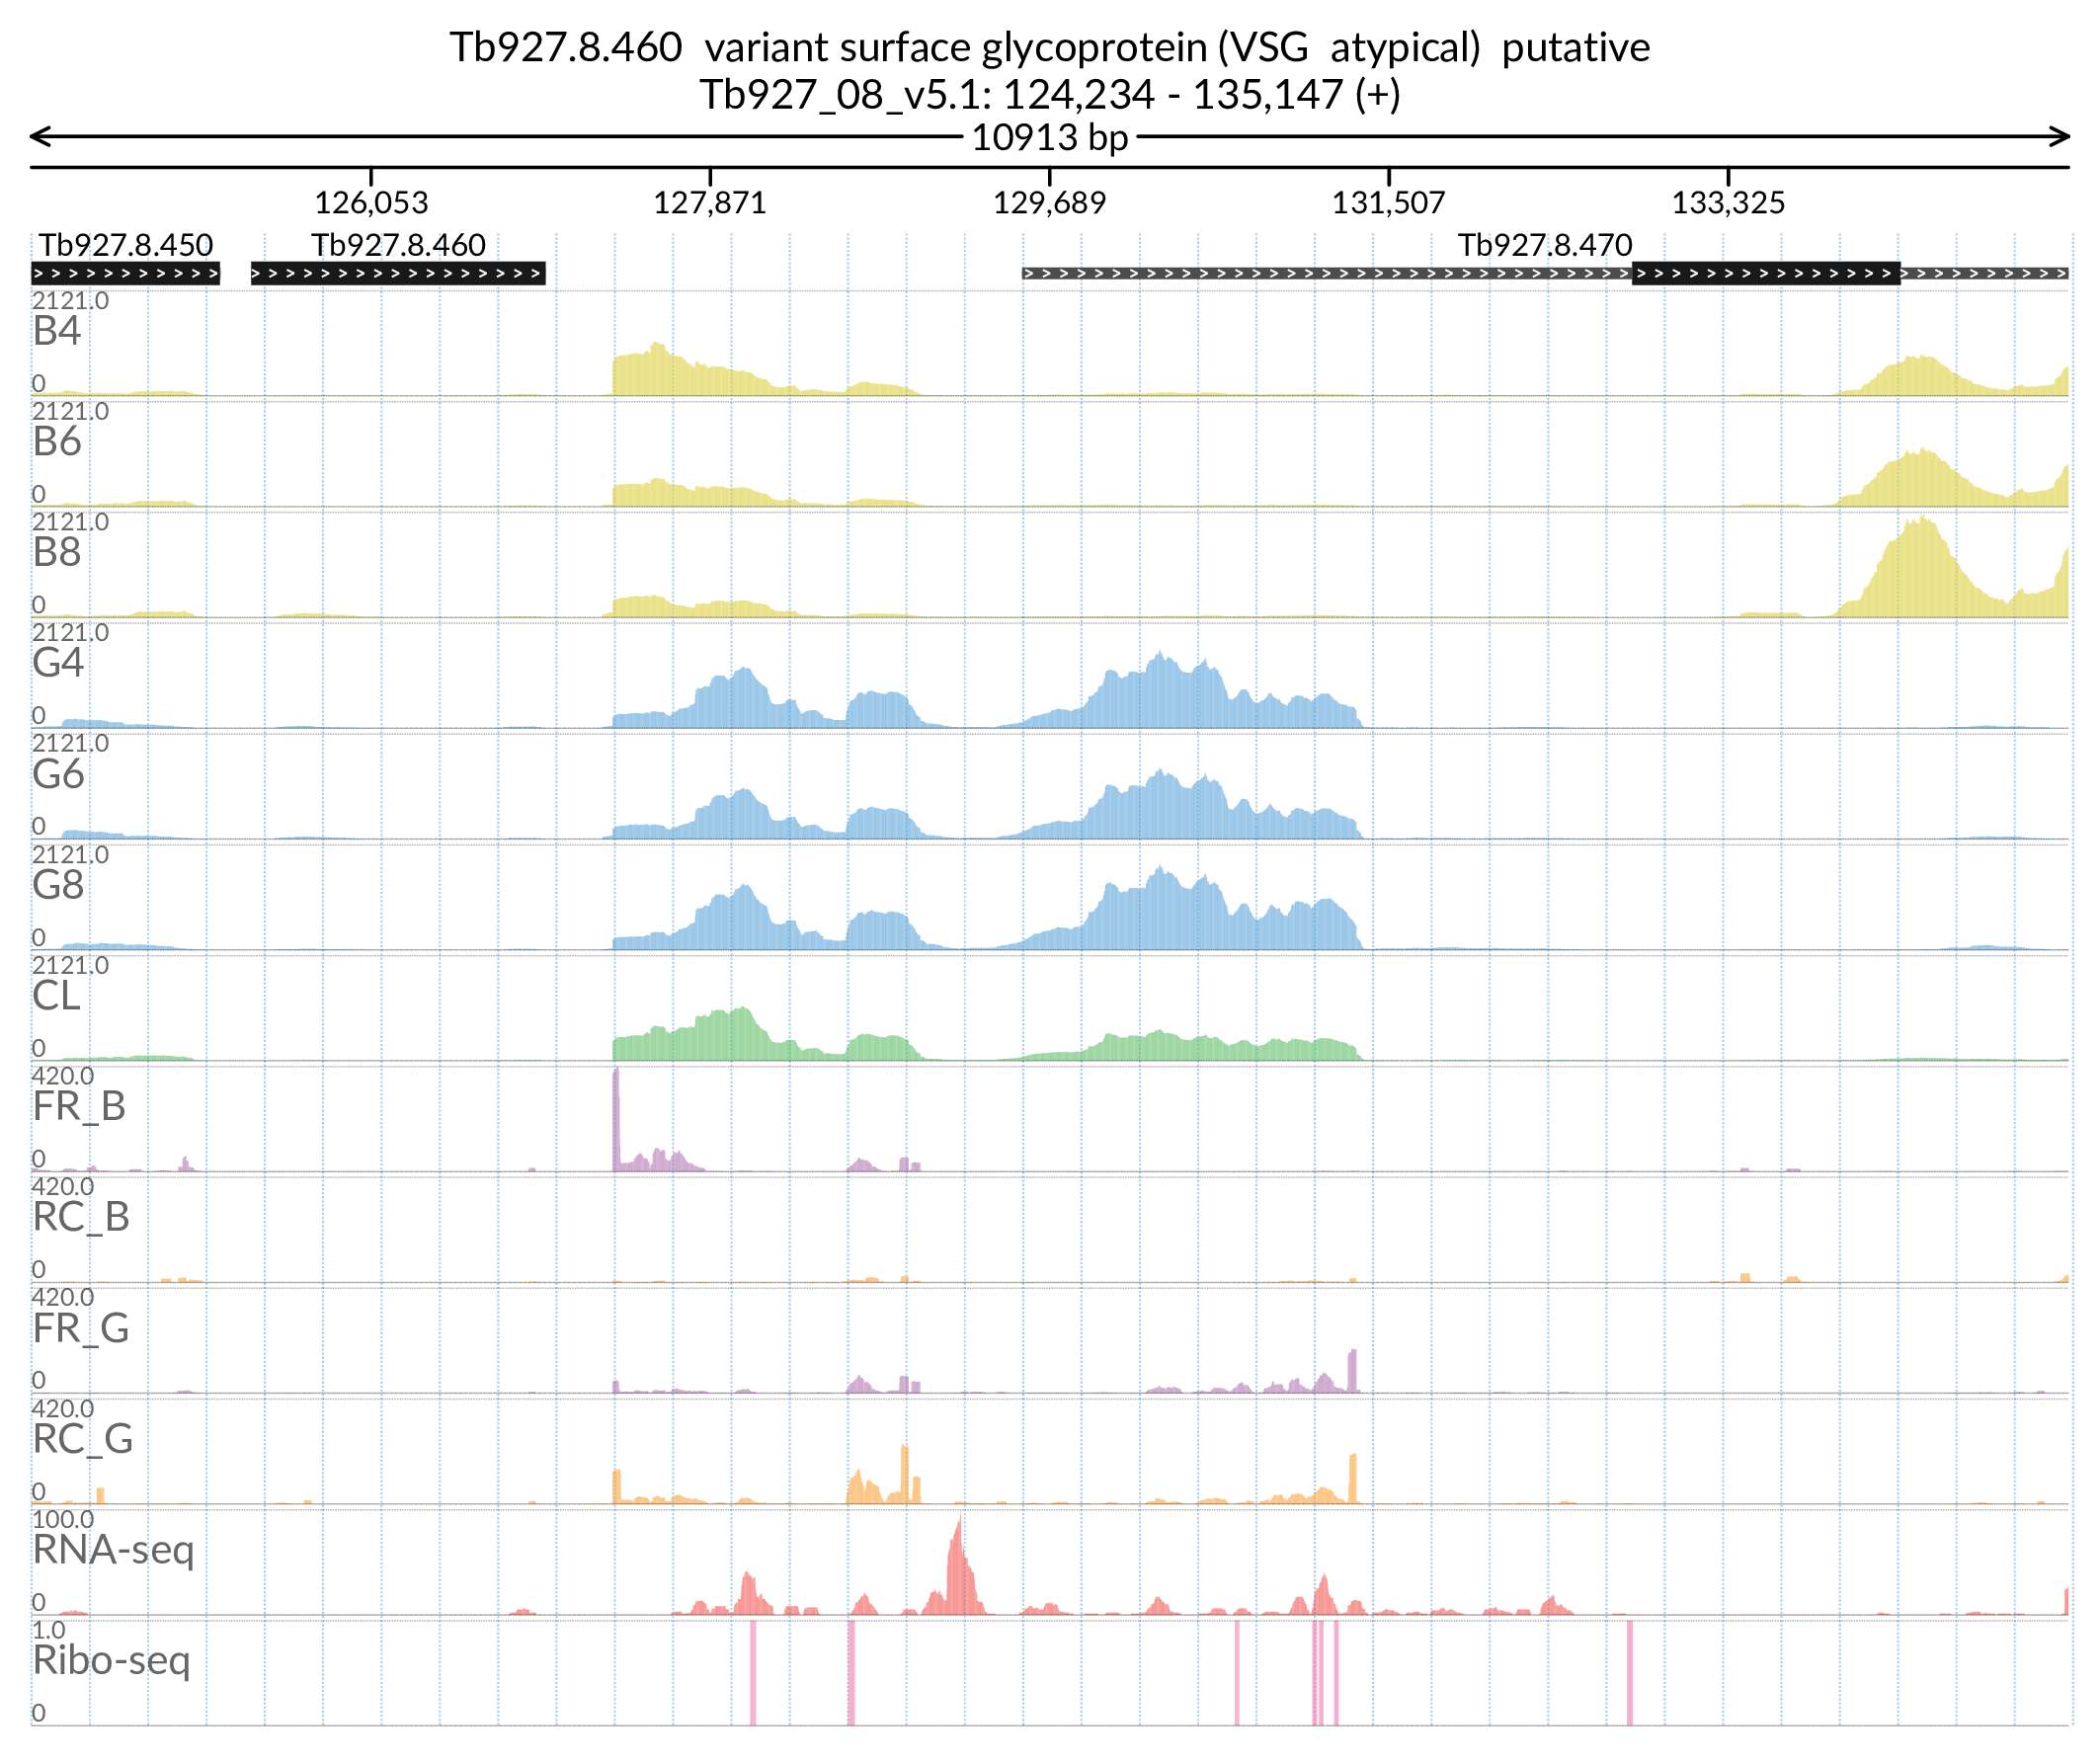 Tb927.8.460 variant surface glycoprotein (VSG atypical) putative
Tb927_08_v5.1: 124,234 - 135,147 (+)
10913 bp
126,053 127,871 129,689 131,507 133,325
Tb927.8.450 Tb927.8.460 Tb927.8.470
2121.0
B4
0
2121.0
B6
0
2121.0
B8
0
2121.0
G4
0
2121.0
G6
0
2121.0
G8
0
2121.0
CL
0
420.0
FR_B
0
420.0
RC_B
0
420.0
FR_G
0
420.0
RC_G
0
100.0
RNA-seq
0
1.0
Ribo-seq
0